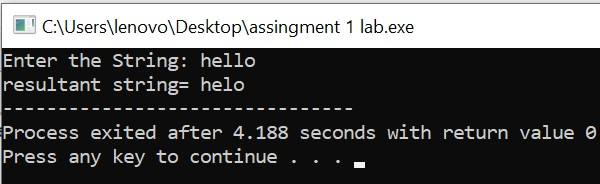 C:\Users\lenovo\Desktop\assingment 1 lab.exe
Enter the String: hello
resultant string= helo
--------------------------------
Process exited after 4.188 seconds with return value 0
Press any key to continue . . .